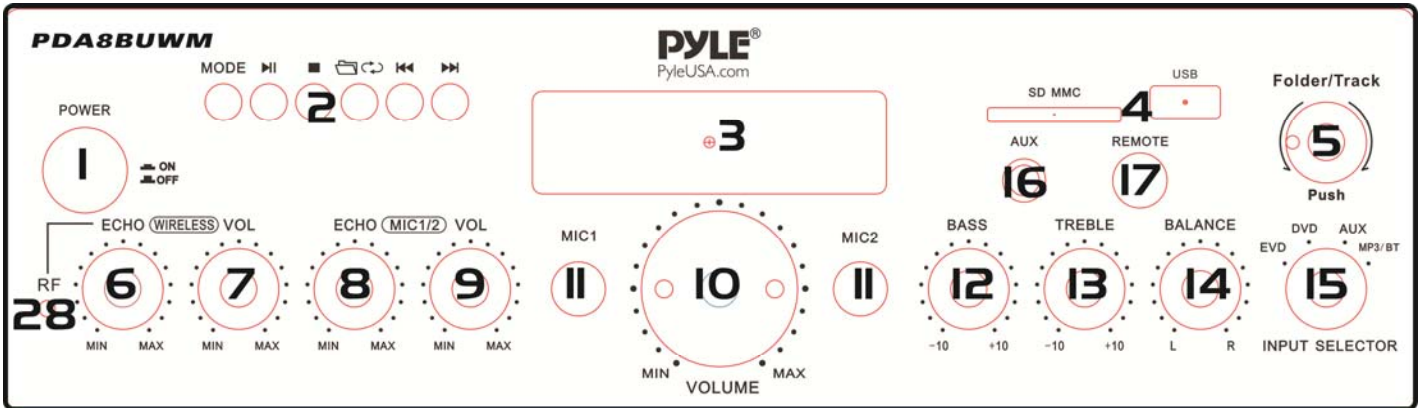 PDA8BUWM
PYLE®
PyleUSA.com
MODE
2
POWER
1
ON
OFF
3
SD MMC
4
USB
Folder/Track
5
Push
AUX
16
REMOTE
17
ECHO WIRELESS VOL
ECHO MIC1/2 VOL
RF
28
6
MIN MAX
7
MIN MAX
8
MIN MAX
9
MIN MAX
MIC1
11
10
MIN MAX
VOLUME
MIC2
11
BASS
12
-10 +10
TREBLE
13
-10 +10
BALANCE
14
L R
EVD DVD AUX MP3/BT
15
INPUT SELECTOR